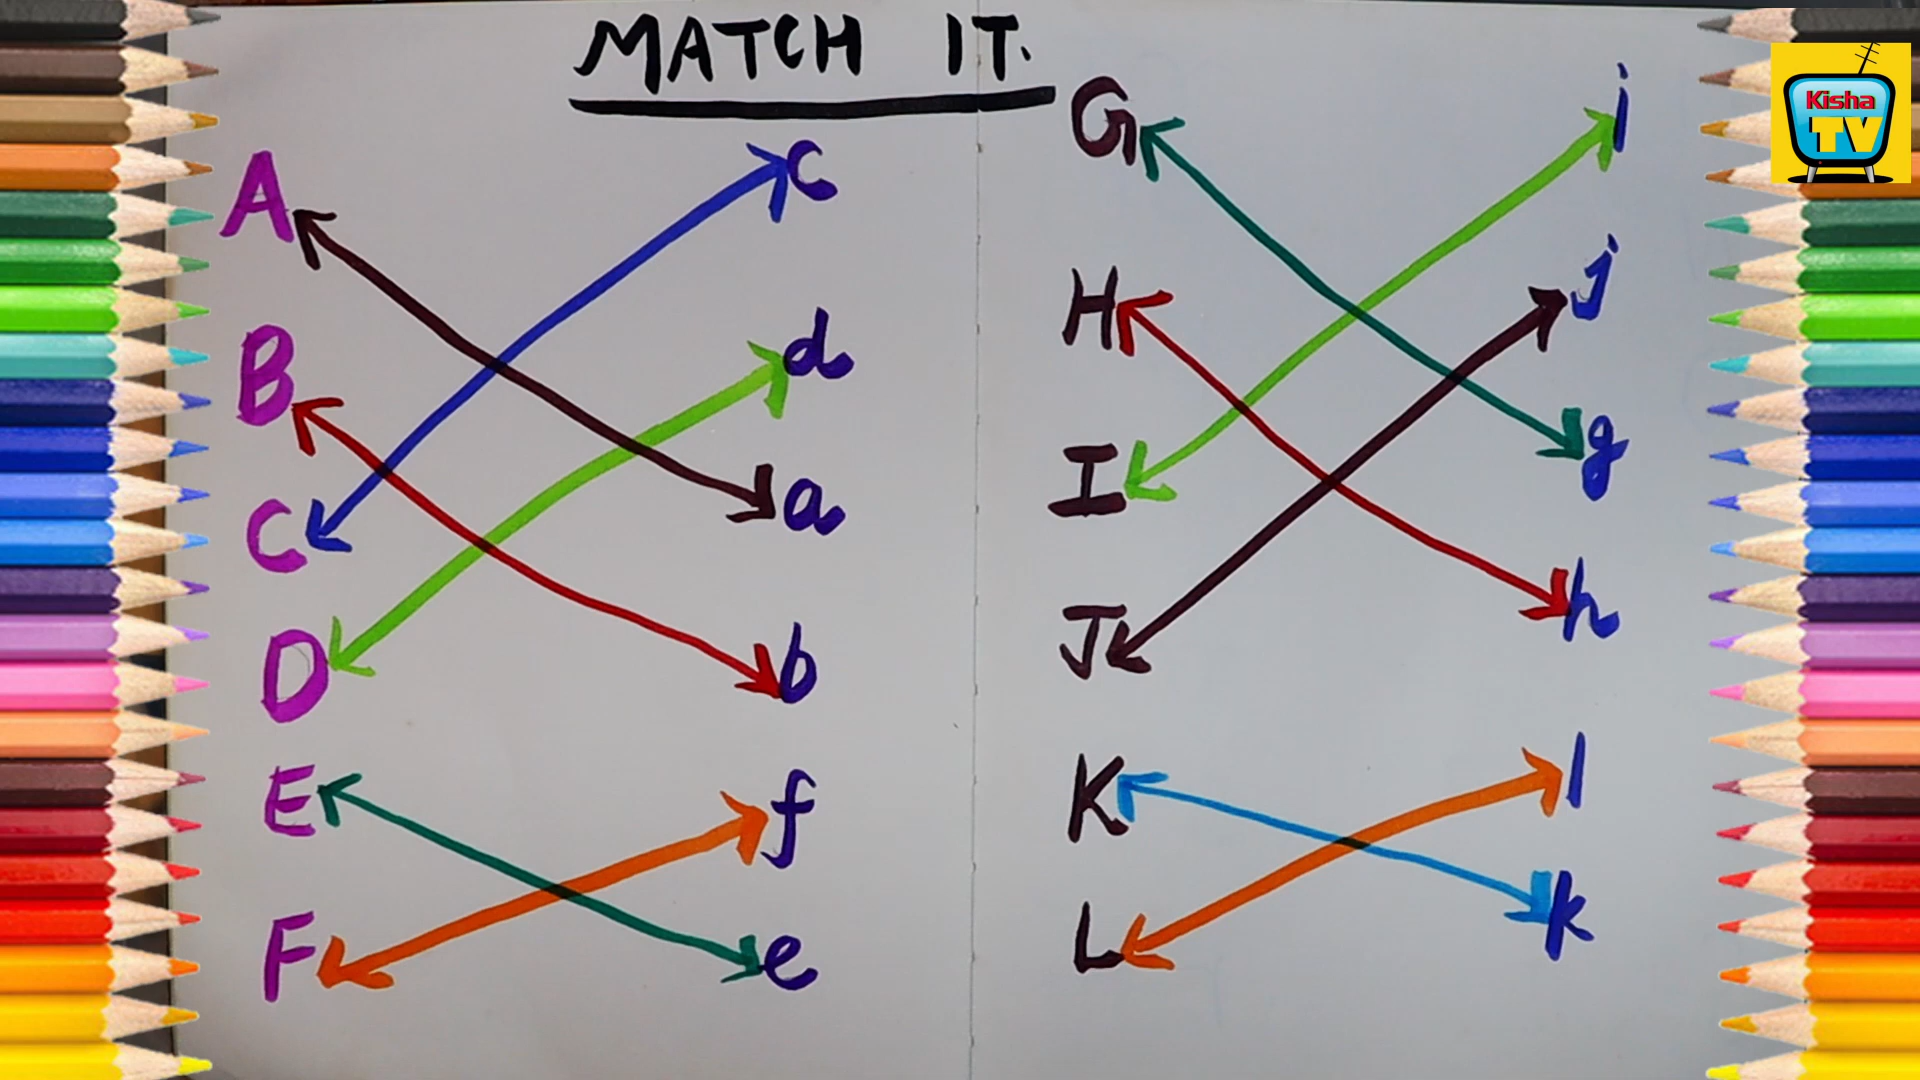 MATCH IT.
A c
B d
C a
D b
E f
F e
G i
H j
I g
J h
K l
L k
Kisha
TV